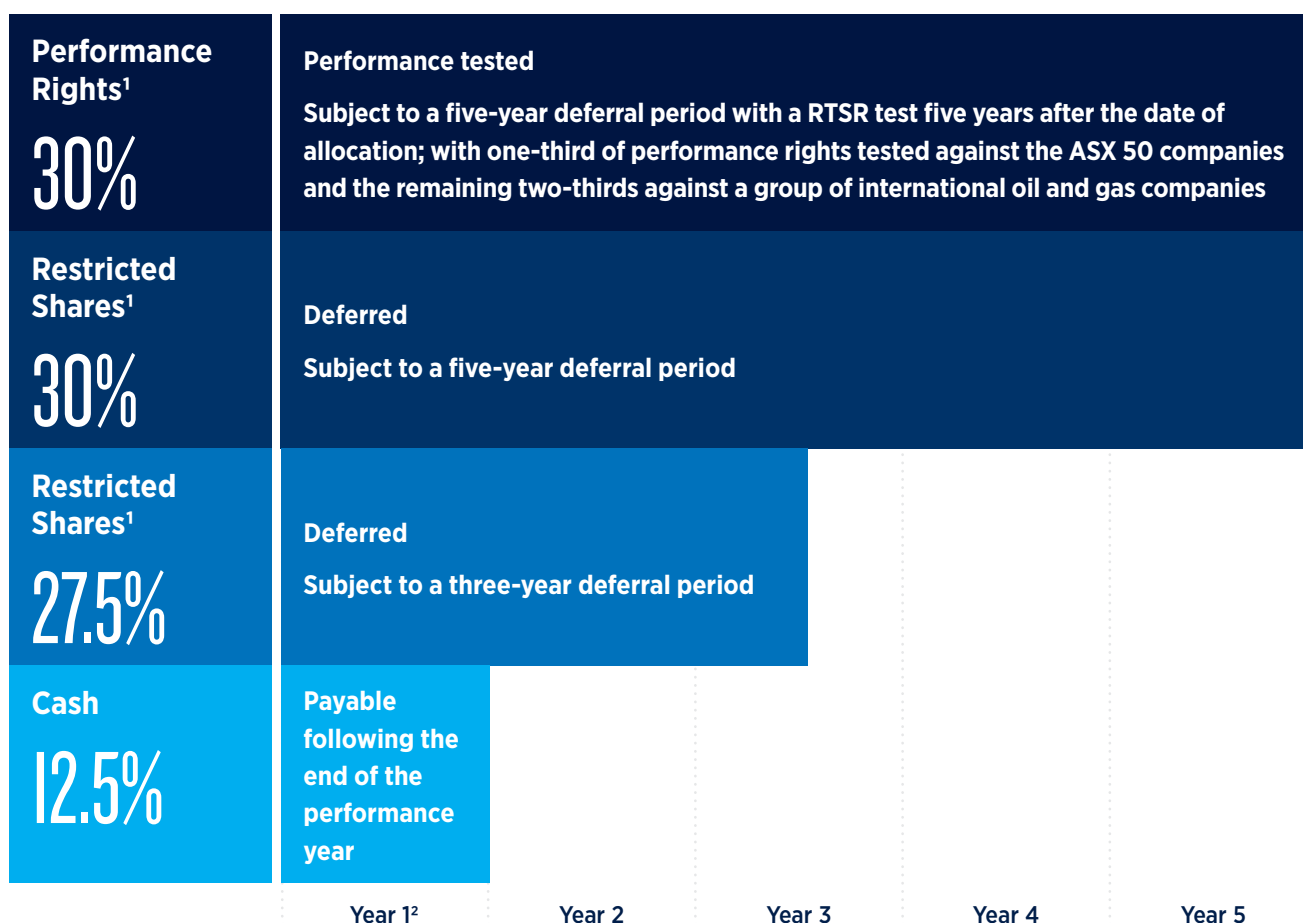 Performance
Rights¹
30%
Performance tested
Subject to a five-year deferral period with a RTSR test five years after the date of
allocation; with one-third of performance rights tested against the ASX 50 companies
and the remaining two-thirds against a group of international oil and gas companies
Restricted
Shares¹
30%
Deferred
Subject to a five-year deferral period
Restricted
Shares¹
27.5%
Deferred
Subject to a three-year deferral period
Cash
12.5%
Payable
following the
end of the
performance
year
Year 1² Year 2 Year 3 Year 4 Year 5